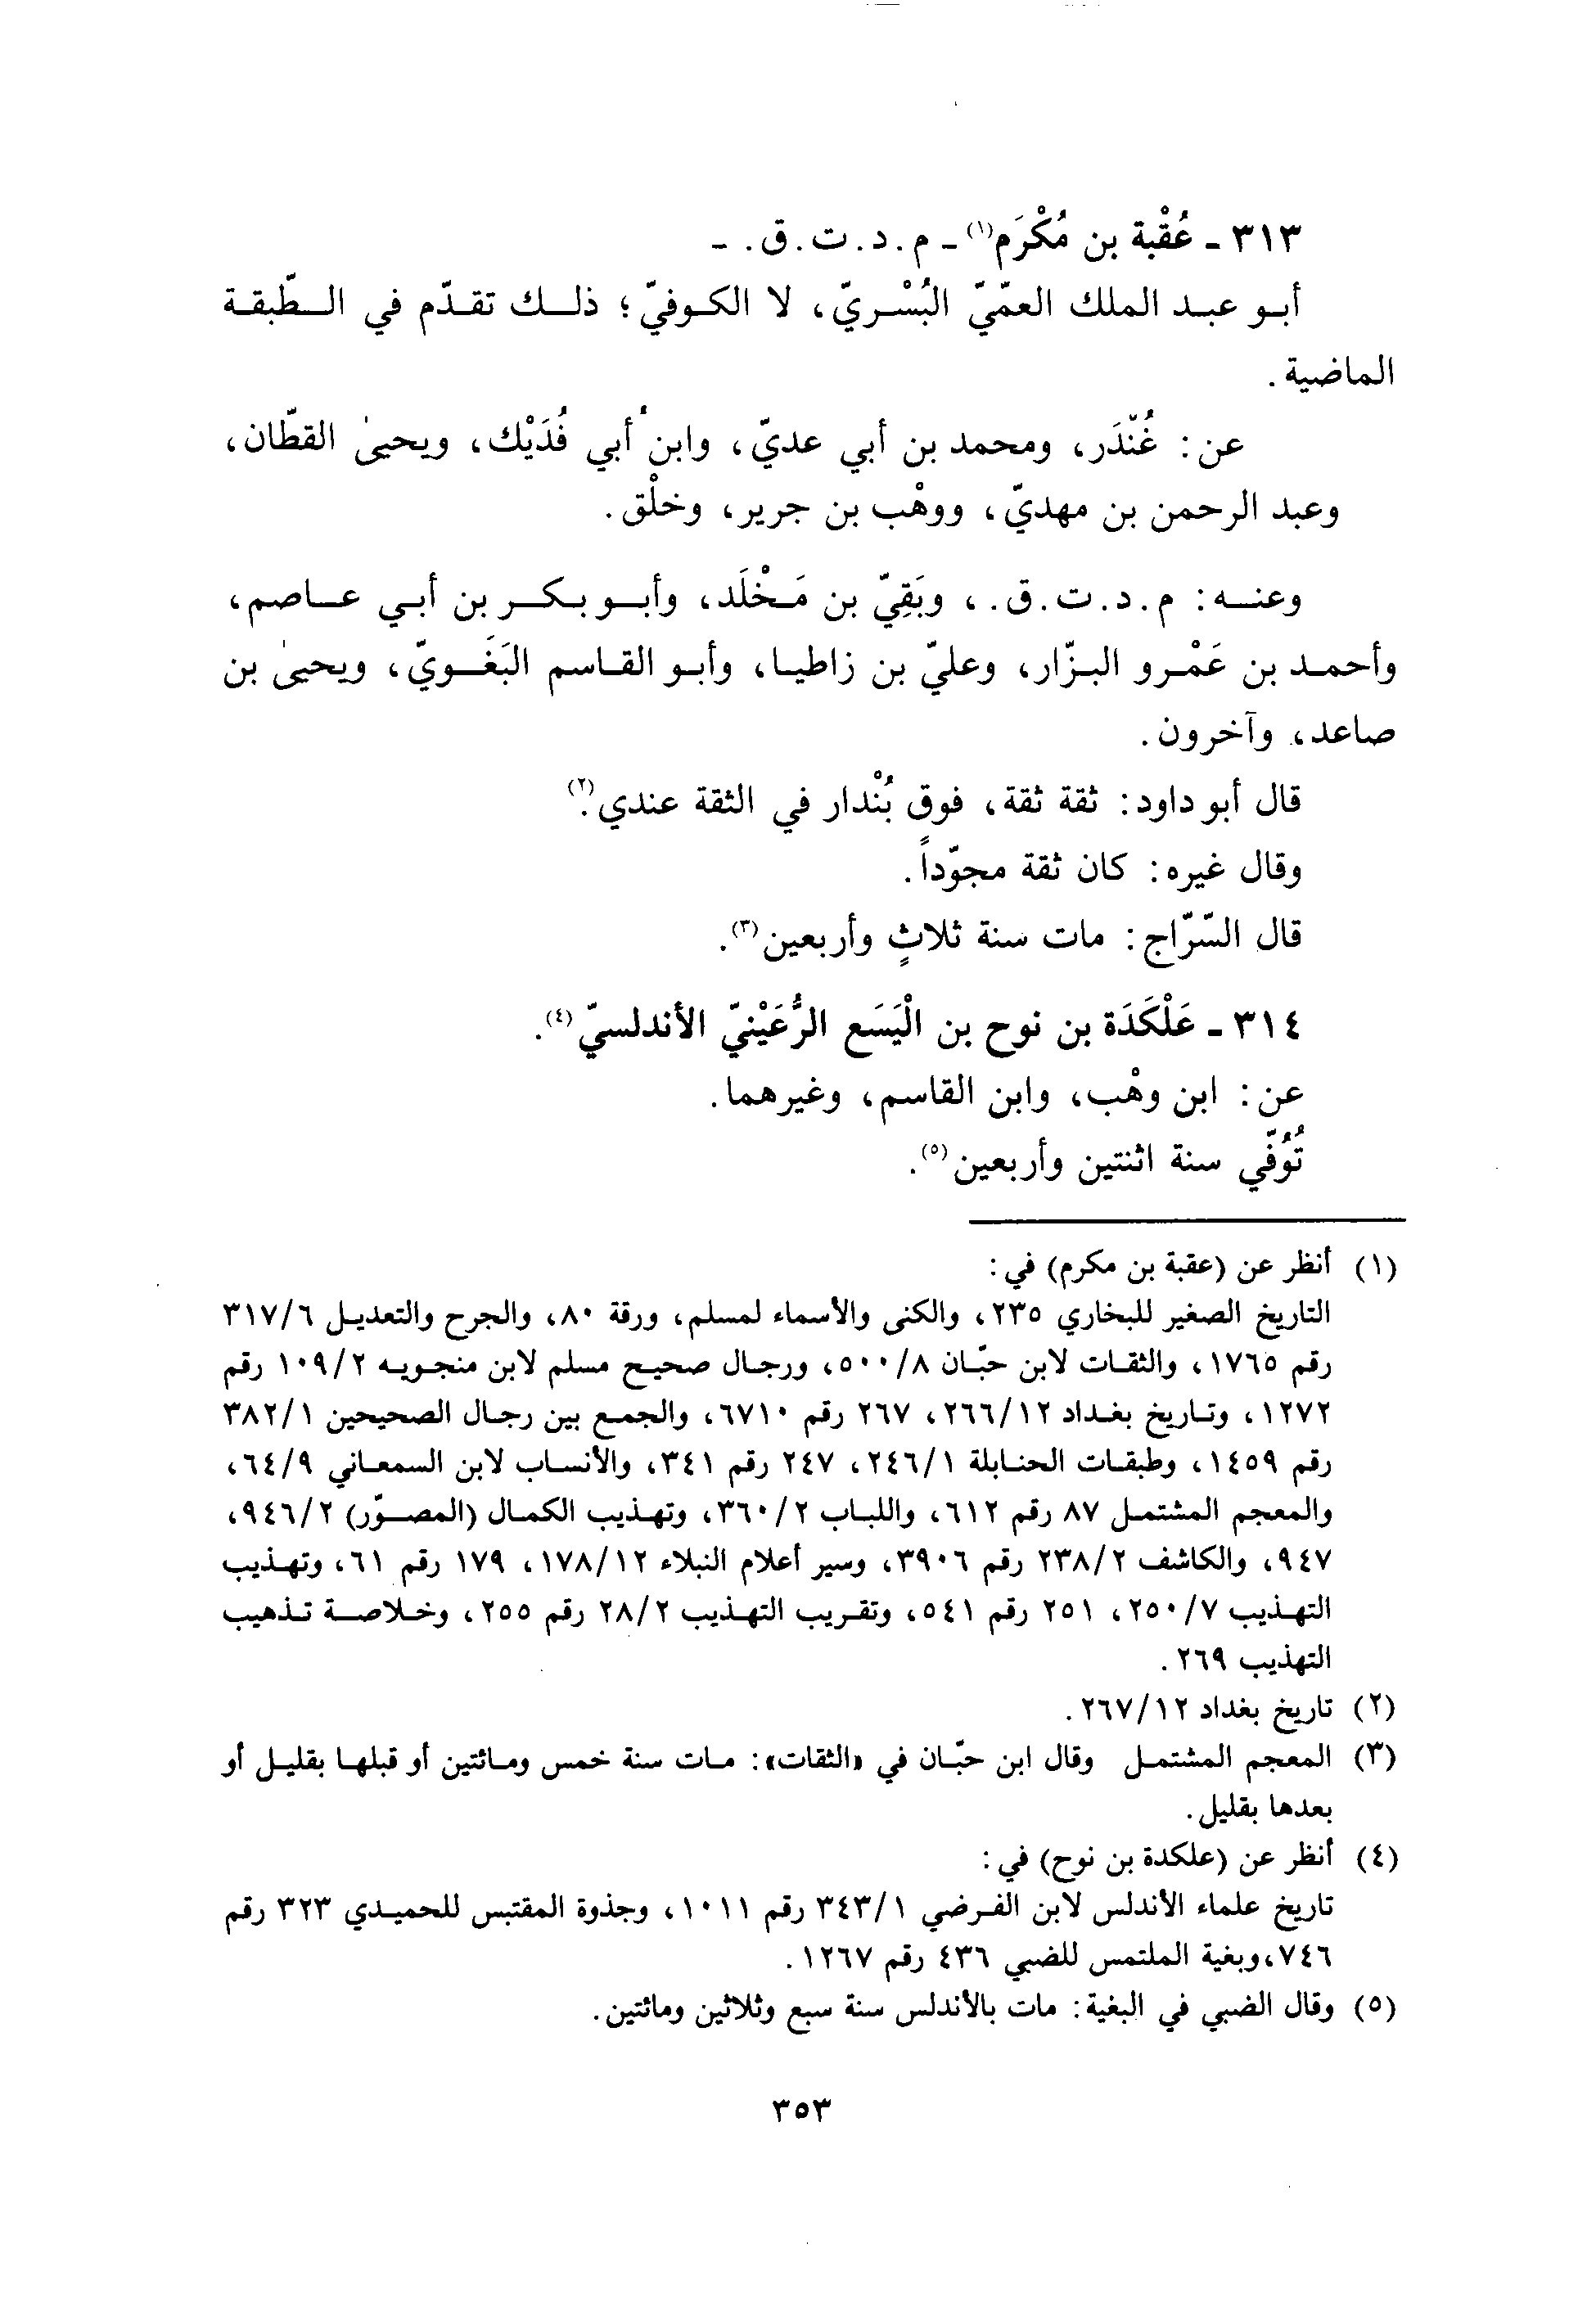 ٣١٣ - عُقْبة بن مُكْرَم(١) - م. د. ت. ق. -
أبو عبد الملك العمّيّ البُسْريّ، لا الكوفيّ؛ ذلك تقدّم في الطّبقة
الماضية.
عن: غُنّدَر، ومحمد بن أبي عديّ، وابن أبي فُدَيْك، ويحيىٰ القطّان،
وعبد الرحمن بن مهديّ، ووهْب بن جرير، وخلْق.
وعنه: م. د. ت. ق. ، وبَقِيّ بن مَخْلَد، وأبو بكر بن أبي عاصم،
وأحمد بن عَمْرو البزّار، وعليّ بن زاطيا، وأبو القاسم البَغَويّ، ويحيىٰ بن
صاعد، وآخرون.
قال أبو داود: ثقة ثقة، فوق بُنْدار في الثقة عندي(٢).
وقال غيره: كان ثقة مجوّداً.
قال السّرّاج: مات سنة ثلاثٍ وأربعين(٣).
٣١٤ - عَلْكَدَة بن نوح بن الْيَسَع الرُّعَيْنيّ الأندلسيّ(٤).
عن: ابن وهْب، وابن القاسم، وغيرهما.
تُوُفّي سنة اثنتين وأربعين(٥).
(١) أنظر عن (عقبة بن مكرم) في:
التاريخ الصغير للبخاري ٢٣٥، والكنى والأسماء لمسلم، ورقة ٨٠، والجرح والتعديل ٣١٧/٦
رقم ١٧٦٥، والثقات لابن حبّان ٥٠٠/٨، ورجال صحيح مسلم لابن منجويه ١٠٩/٢ رقم
١٢٧٢، وتاريخ بغداد ٢٦٦/١٢، ٢٦٧ رقم ٦٧١٠، والجمع بين رجال الصحيحين ٣٨٢/١
رقم ١٤٥٩، وطبقات الحنابلة ٢٤٦/١، ٢٤٧ رقم ٣٤١، والأنساب لابن السمعاني ٦٤/٩،
والمعجم المشتمل ٨٧ رقم ٦١٢، واللباب ٣٦٠/٢، وتهذيب الكمال (المصوّر) ٩٤٦/٢،
٩٤٧، والكاشف ٢٣٨/٢ رقم ٣٩٠٦، وسير أعلام النبلاء ١٧٨/١٢، ١٧٩ رقم ٦١، وتهذيب
التهذيب ٢٥٠/٧، ٢٥١ رقم ٥٤١، وتقريب التهذيب ٢٨/٢ رقم ٢٥٥، وخلاصة تذهيب
التهذيب ٢٦٩.
(٢) تاريخ بغداد ٢٦٧/١٢.
(٣) المعجم المشتمل وقال ابن حبّان في «الثقات»: مات سنة خمس ومائتين أو قبلها بقليل أو
بعدها بقليل.
(٤) أنظر عن (علكدة بن نوح) في:
تاريخ علماء الأندلس لابن الفرضي ٣٤٣/١ رقم ١٠١١، وجذوة المقتبس للحميدي ٣٢٣ رقم
٧٤٦،وبغية الملتمس للضبي ٤٣٦ رقم ١٢٦٧.
(٥) وقال الضبي في البغية: مات بالأندلس سنة سبع وثلاثين ومائتين.
٣٥٣